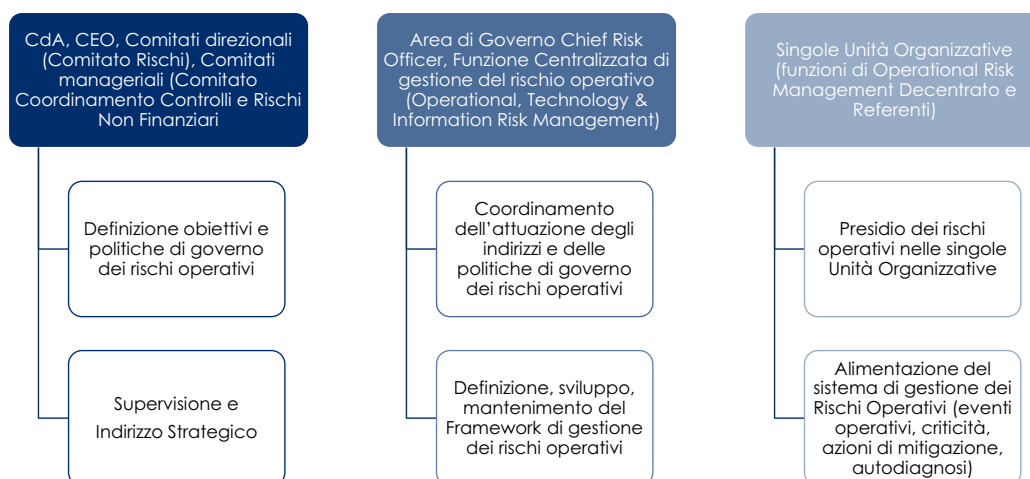 CdA, CEO, Comitati direzionali
(Comitato Rischi), Comitati
manageriali (Comitato
Coordinamento Controlli e Rischi
Non Finanziari
Definizione obiettivi e
politiche di governo
dei rischi operativi
Supervisione e
Indirizzo Strategico
Area di Governo Chief Risk
Officer, Funzione Centralizzata di
gestione del rischio operativo
(Operational, Technology &
Information Risk Management)
Coordinamento
dell'attuazione degli
indirizzi e delle
politiche di governo
dei rischi operativi
Definizione, sviluppo,
mantenimento del
Framework di gestione
dei rischi operativi
Singole Unità Organizzative
(funzioni di Operational Risk
Management Decentrato e
Referenti)
Presidio dei rischi
operativi nelle singole
Unità Organizzative
Alimentazione del
sistema di gestione dei
Rischi Operativi (eventi
operativi, criticità,
azioni di mitigazione,
autodiagnosi)